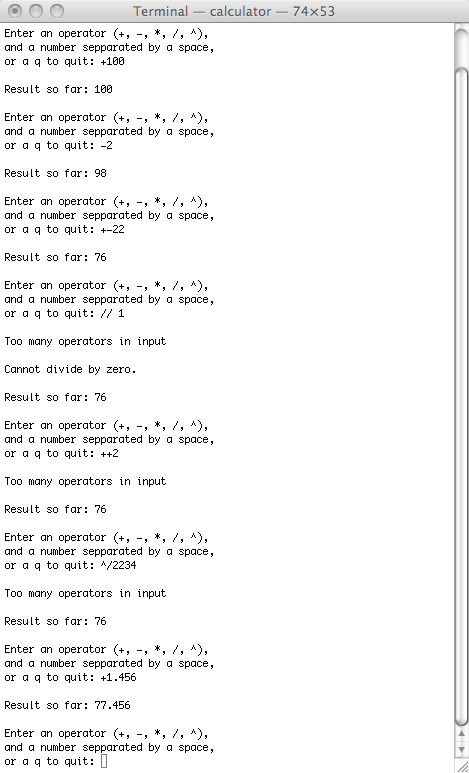 Terminal — calculator — 74×53
Enter an operator (+, -, *, /, ^),
and a number sepparated by a space,
or a q to quit: +100
Result so far: 100
Enter an operator (+, -, *, /, ^),
and a number sepparated by a space,
or a q to quit: -2
Result so far: 98
Enter an operator (+, -, *, /, ^),
and a number sepparated by a space,
or a q to quit: +-22
Result so far: 76
Enter an operator (+, -, *, /, ^),
and a number sepparated by a space,
or a q to quit: // 1
Too many operators in input
Cannot divide by zero.
Result so far: 76
Enter an operator (+, -, *, /, ^),
and a number sepparated by a space,
or a q to quit: ++2
Too many operators in input
Result so far: 76
Enter an operator (+, -, *, /, ^),
and a number sepparated by a space,
or a q to quit: ^/2234
Too many operators in input
Result so far: 76
Enter an operator (+, -, *, /, ^),
and a number sepparated by a space,
or a q to quit: +1.456
Result so far: 77.456
Enter an operator (+, -, *, /, ^),
and a number sepparated by a space,
or a q to quit: